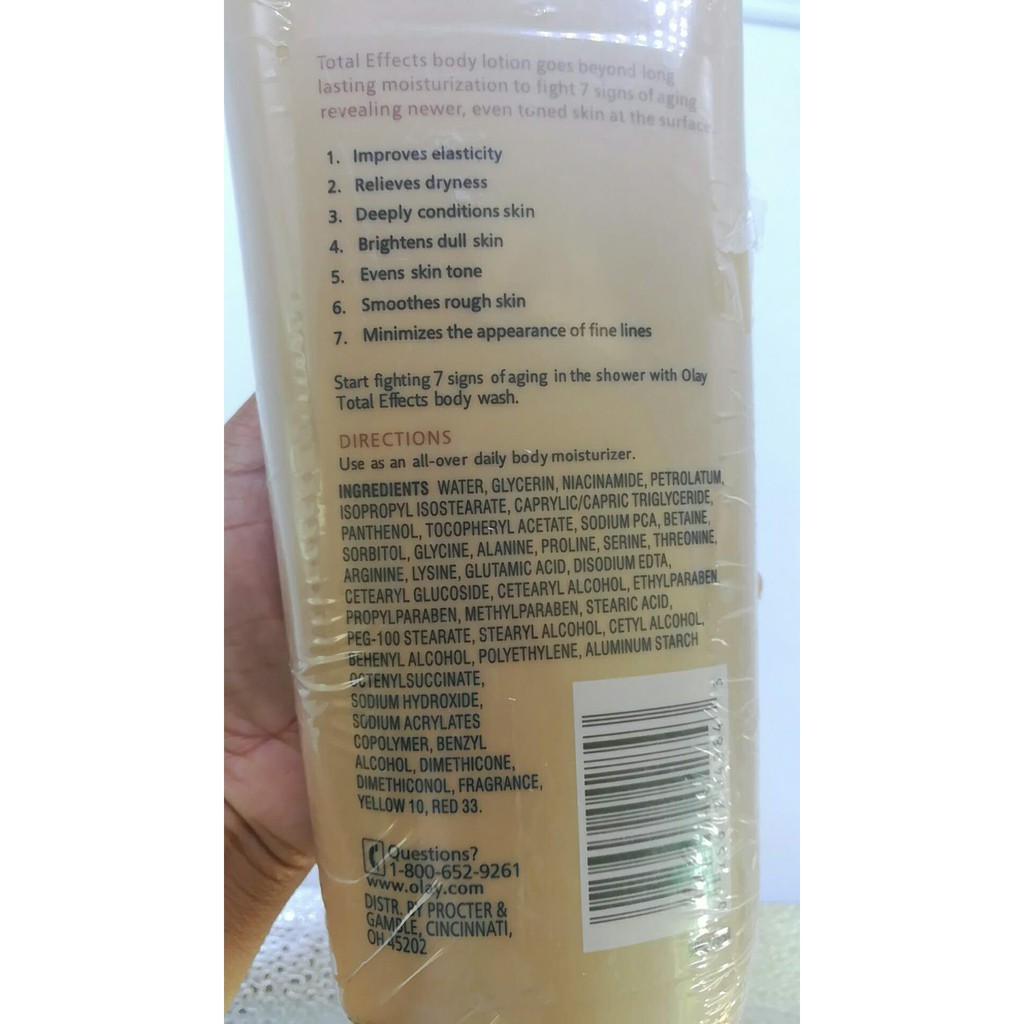 Total Effects body lotion goes beyond long
lasting moisturization to fight 7 signs of aging
revealing newer, even toned skin at the surface.
1. Improves elasticity
2. Relieves dryness
3. Deeply conditions skin
4. Brightens dull skin
5. Evens skin tone
6. Smoothes rough skin
7. Minimizes the appearance of fine lines
Start fighting 7 signs of aging in the shower with Olay
Total Effects body wash.
DIRECTIONS
Use as an all-over daily body moisturizer.
INGREDIENTS WATER, GLYCERIN, NIACINAMIDE, PETROLATUM,
ISOPROPYL ISOSTEARATE, CAPRYLIC/CAPRIC TRIGLYCERIDE,
PANTHENOL, TOCOPHERYL ACETATE, SODIUM PCA, BETAINE,
SORBITOL, GLYCINE, ALANINE, PROLINE, SERINE, THREONINE,
ARGININE, LYSINE, GLUTAMIC ACID, DISODIUM EDTA,
CETEARYL GLUCOSIDE, CETEARYL ALCOHOL, ETHYLPARABEN
PROPYLPARABEN, METHYLPARABEN, STEARIC ACID,
PEG-100 STEARATE, STEARYL ALCOHOL, CETYL ALCOHOL,
BEHENYL ALCOHOL, POLYETHYLENE, ALUMINUM STARCH
OCTENYLSUCCINATE,
SODIUM HYDROXIDE,
SODIUM ACRYLATES
COPOLYMER, BENZYL
ALCOHOL, DIMETHICONE,
DIMETHICONOL, FRAGRANCE,
YELLOW 10, RED 33.
Questions?
1-800-652-9261
www.olay.com
DISTR. BY PROCTER &
GAMBLE, CINCINNATI,
OH 45202